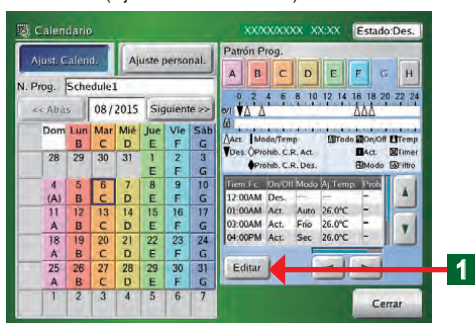 Calendario
XX/XX/XXXX XX:XX
Estado:Des.
Ajust. Calend.
Ajuste personal.
N. Prog. Schedule1
<< Atrás
08 / 2015
Siguiente >>
Dom Lun Mar Mié Jue Vie Sáb
B C D E F G
28 29 30 31 1 2 3
E F G
4 5 6 7 8 9 10
(A) B C D E F G
11 12 13 14 15 16 17
A B C D E F G
18 19 20 21 22 23 24
A B C D E F G
25 26 27 28 29 30 31
A B C D E F G
1 2 3 4 5 6 7
Patrón Prog.
A B C D E F G H
0 2 4 6 8 10 12 14 16 18 20 22 24
Act. Modo/Temp Todo On/Off Temp
Des. Prohib. C.R. Act. Act. Timer
Prohib. C.R. Des. Modo Filtro
Tiem.Fc. On/Off Modo Aj.Temp. Proh
12:00AM Des. — — –
01:00AM Act. Auto 26.0°C –
03:00AM Act. Frío 26.0°C –
04:00PM Act. Sec 26.0°C –
Editar
1
Cerrar